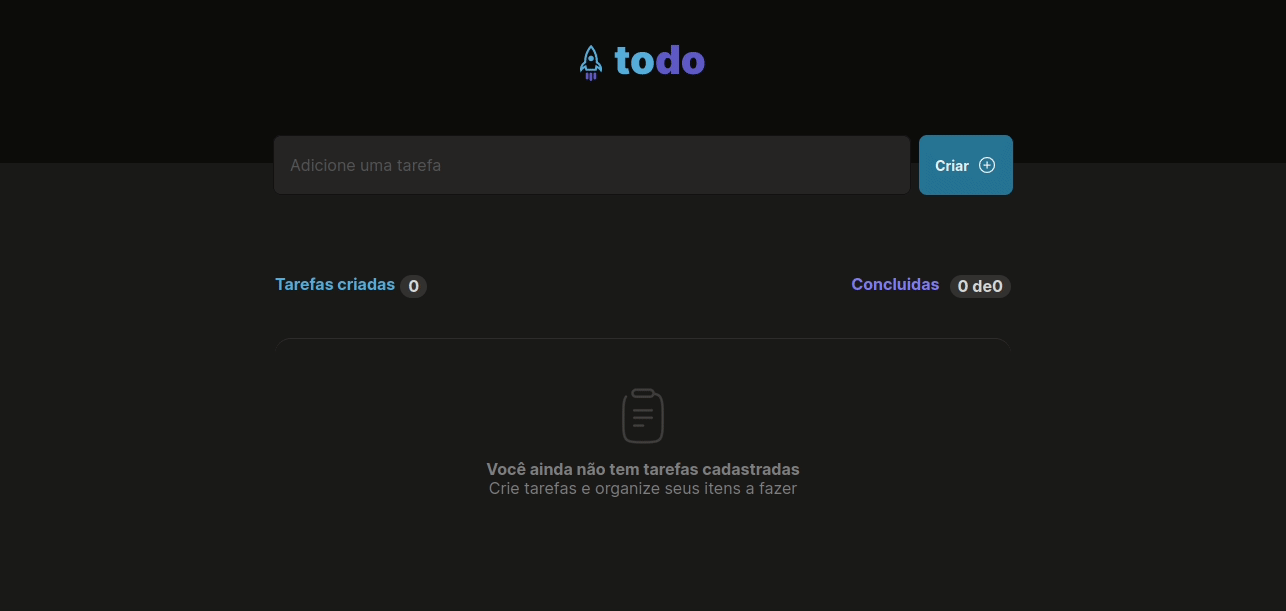 todo
Adicione uma tarefa
Criar
Tarefas criadas 0
Concluidas 0 de0
Você ainda não tem tarefas cadastradas
Crie tarefas e organize seus itens a fazer